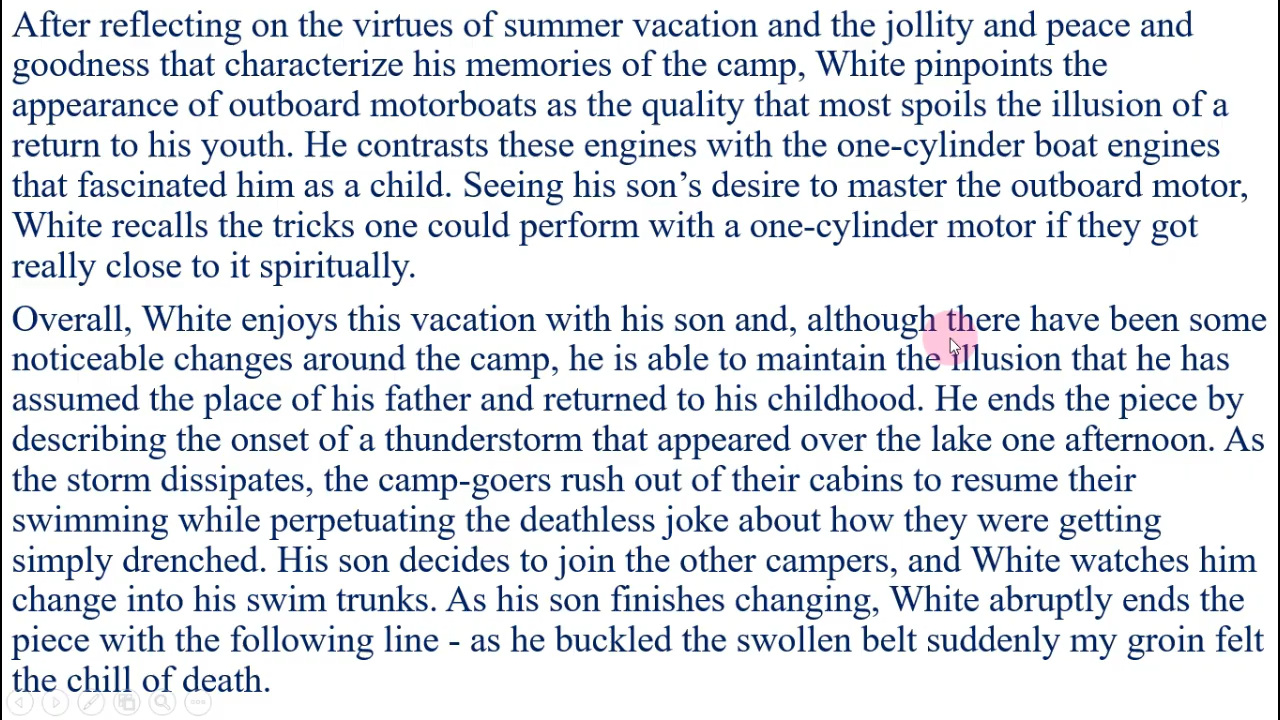 After reflecting on the virtues of summer vacation and the jollity and peace and
goodness that characterize his memories of the camp, White pinpoints the
appearance of outboard motorboats as the quality that most spoils the illusion of a
return to his youth. He contrasts these engines with the one-cylinder boat engines
that fascinated him as a child. Seeing his son’s desire to master the outboard motor,
White recalls the tricks one could perform with a one-cylinder motor if they got
really close to it spiritually.
Overall, White enjoys this vacation with his son and, although there have been some
noticeable changes around the camp, he is able to maintain the illusion that he has
assumed the place of his father and returned to his childhood. He ends the piece by
describing the onset of a thunderstorm that appeared over the lake one afternoon. As
the storm dissipates, the camp-goers rush out of their cabins to resume their
swimming while perpetuating the deathless joke about how they were getting
simply drenched. His son decides to join the other campers, and White watches him
change into his swim trunks. As his son finishes changing, White abruptly ends the
piece with the following line - as he buckled the swollen belt suddenly my groin felt
the chill of death.